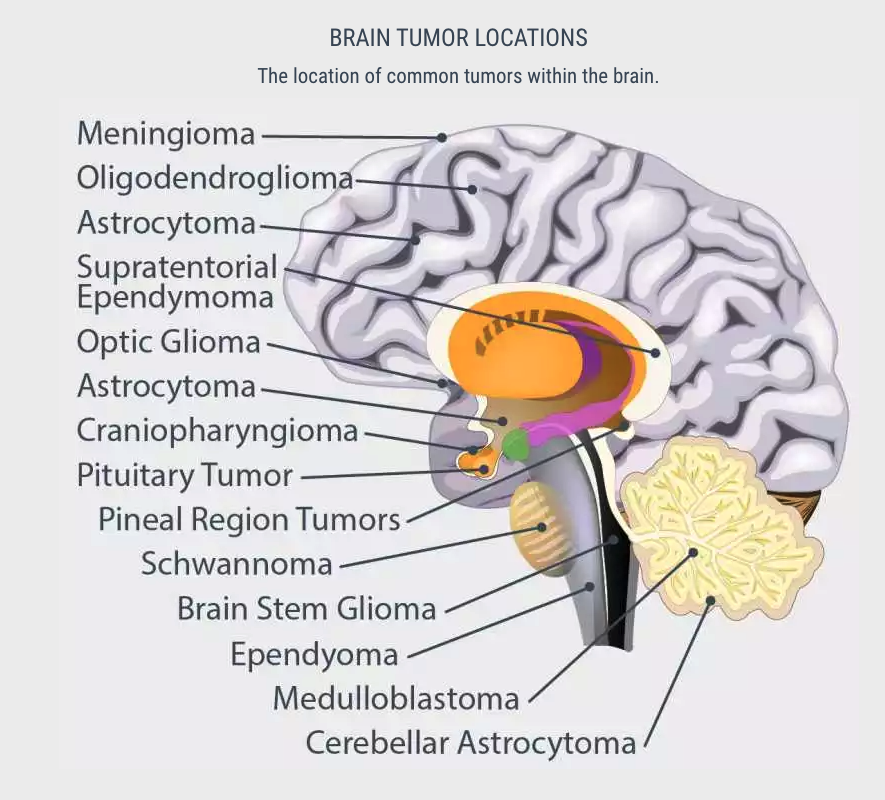 BRAIN TUMOR LOCATIONS
The location of common tumors within the brain.
Meningioma
Oligodendroglioma
Astrocytoma
Supratentorial
Ependymoma
Optic Glioma
Astrocytoma
Craniopharyngioma
Pituitary Tumor
Pineal Region Tumors
Schwannoma
Brain Stem Glioma
Ependyoma
Medulloblastoma
Cerebellar Astrocytoma